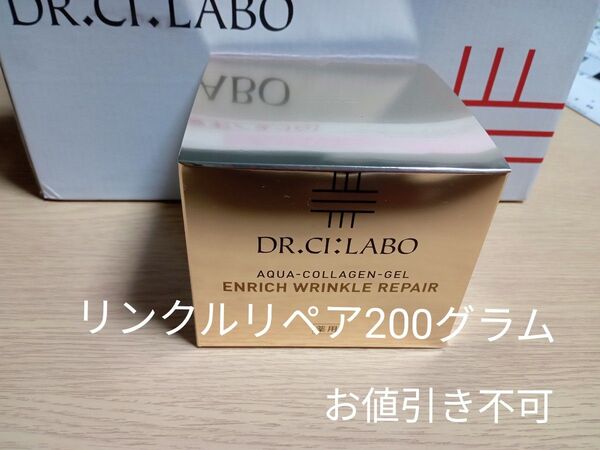 DR.CI:LABO
DR.CI:LABO
AQUA-COLLAGEN-GEL
ENRICH WRINKLE REPAIR
薬用
リンクルリペア200グラム
お値引き不可